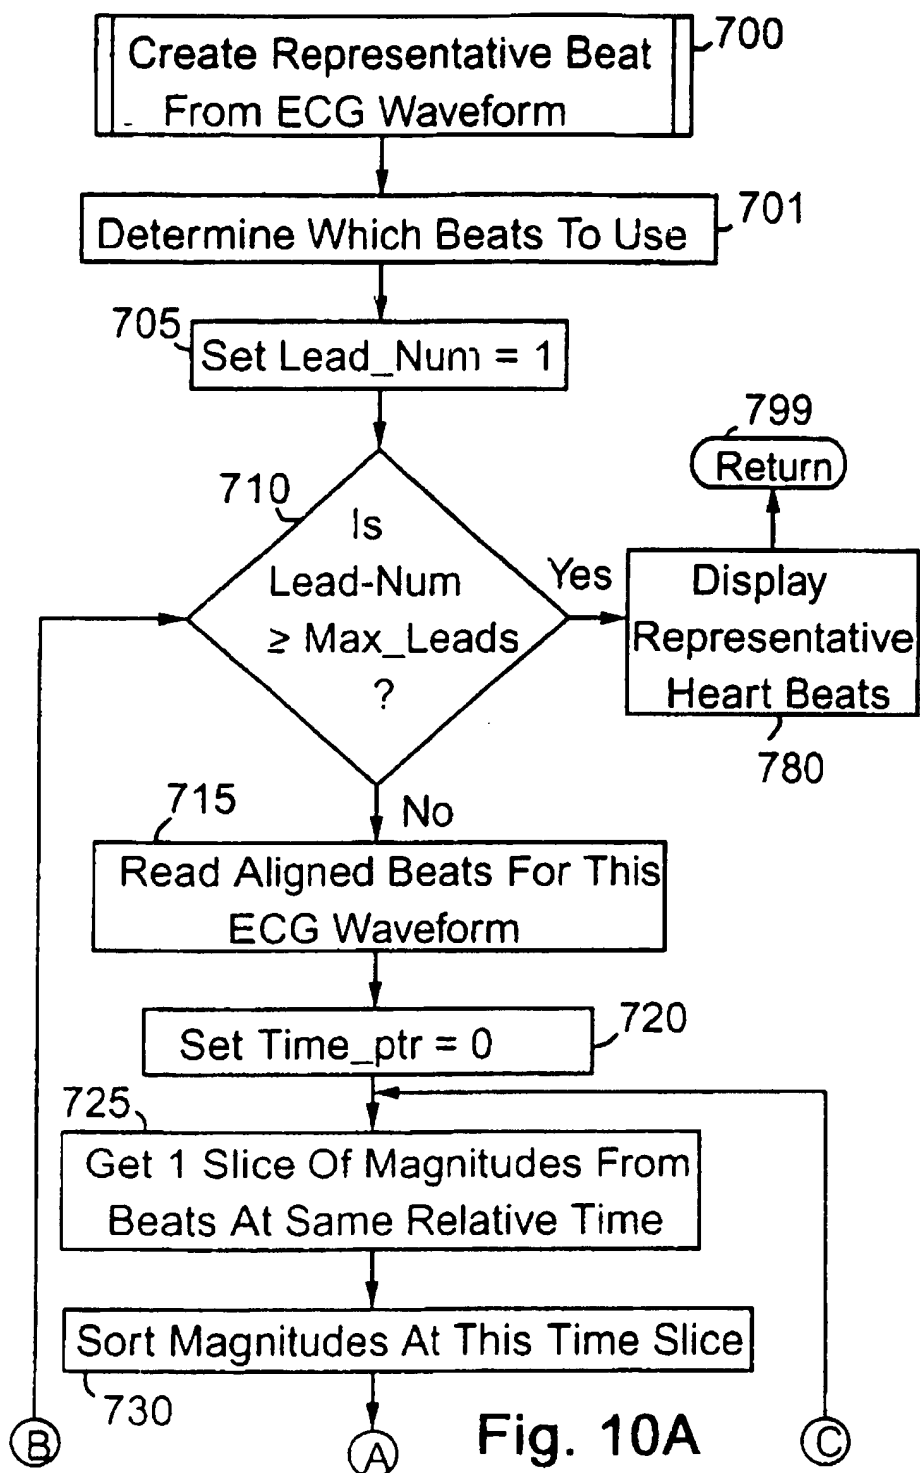 700
Create Representative Beat
From ECG Waveform
701
Determine Which Beats To Use
705
Set Lead_Num = 1
799
Return
710
Is
Lead-Num
≥ Max_Leads
?
Yes
Display
Representative
Heart Beats
780
715
No
Read Aligned Beats For This
ECG Waveform
720
Set Time_ptr = 0
725
Get 1 Slice Of Magnitudes From
Beats At Same Relative Time
Sort Magnitudes At This Time Slice
730
B
A
Fig. 10A
C